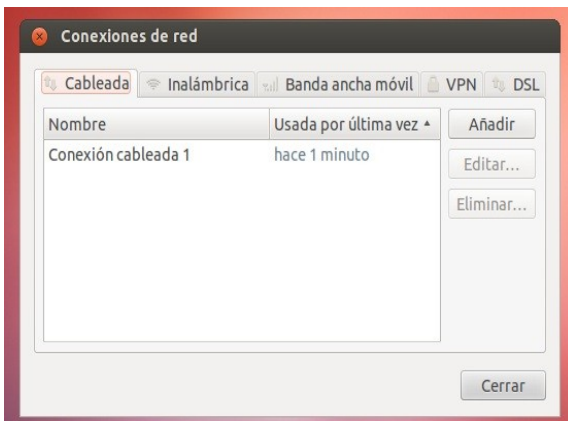 Conexiones de red
Cableada Inalámbrica Banda ancha móvil VPN DSL
Nombre Usada por última vez Añadir
Conexión cableada 1 hace 1 minuto Editar...
Eliminar...
Cerrar